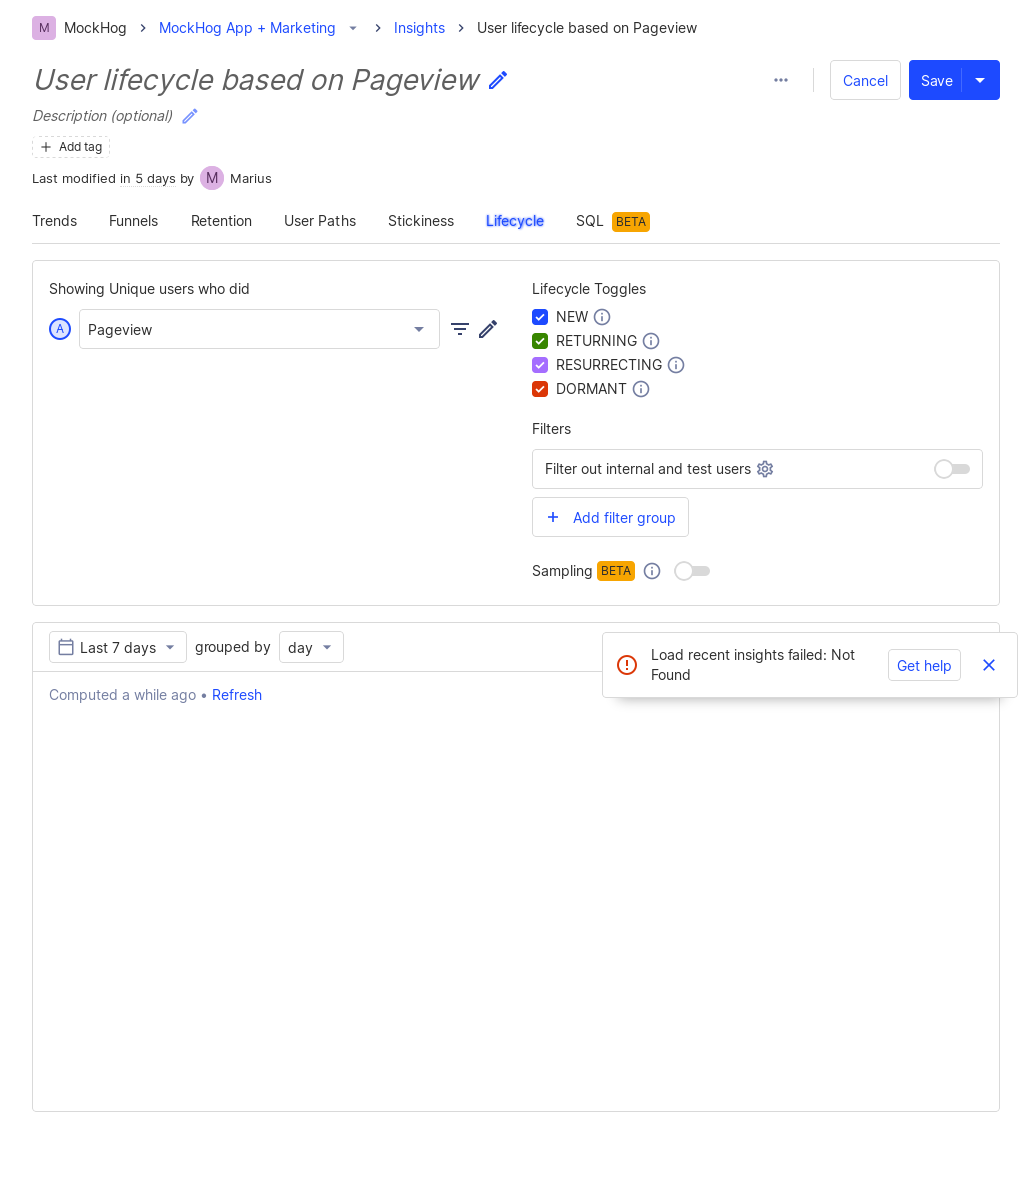 M MockHog MockHog App + Marketing Insights User lifecycle based on Pageview
User lifecycle based on Pageview
Cancel Save
Description (optional)
Add tag
Last modified in 5 days by M Marius
Trends Funnels Retention User Paths Stickiness Lifecycle SQL BETA
Showing Unique users who did
A Pageview
Lifecycle Toggles
NEW
RETURNING
RESURRECTING
DORMANT
Filters
Filter out internal and test users
+ Add filter group
Sampling BETA
Last 7 days grouped by day
Load recent insights failed: Not
Found
Get help
Computed a while ago • Refresh